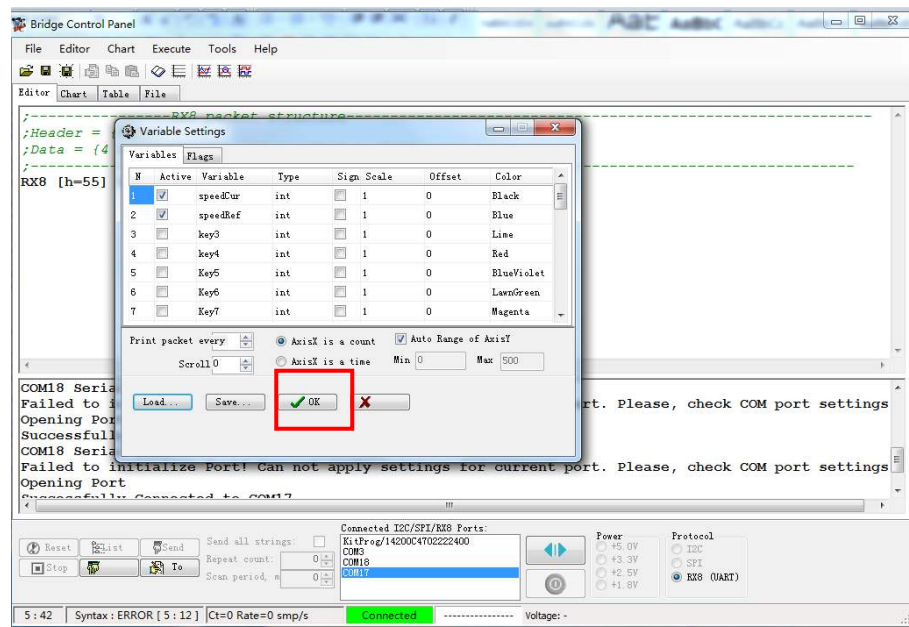 Bridge Control Panel
File Editor Chart Execute Tools Help
Editor Chart Table File
;-----------------RX8 packet structure
;Header =
;Data = {4
RX8 [h=55]
Variable Settings
Variables Flags
N Active Variable Type Sign Scale Offset Color
1 speedCur int 1 0 Black
2 speedRef int 1 0 Blue
3 key3 int 1 0 Lime
4 key4 int 1 0 Red
5 Key5 int 1 0 BlueViolet
6 Key6 int 1 0 LawnGreen
7 Key7 int 1 0 Magenta
Print packet every AxisX is a count Auto Range of AxisY
Scroll 0 AxisX is a time Min 0 Max 500
Load... Save... OK
COM18 Seria
Failed to i rt. Please, check COM port settings
Opening Por
Successfull
COM18 Seria
Failed to initialize Port! Can not apply settings for current port. Please, check COM port settings
Opening Port
Successfully Connected to COM17
Connected I2C/SPI/RX8 Ports:
KitProg/14200C4702222400
COM3
COM18
COM17
Reset List Send Send all strings:
Stop To Repeat count: 0
Scan period, m 0
Power
+5.0V
+3.3V
+2.5V
+1.8V
Protocol
I2C
SPI
RX8 (UART)
5 : 42 Syntax : ERROR [ 5 : 12 ] Ct=0 Rate=0 smp/s Connected ---------------- Voltage: -